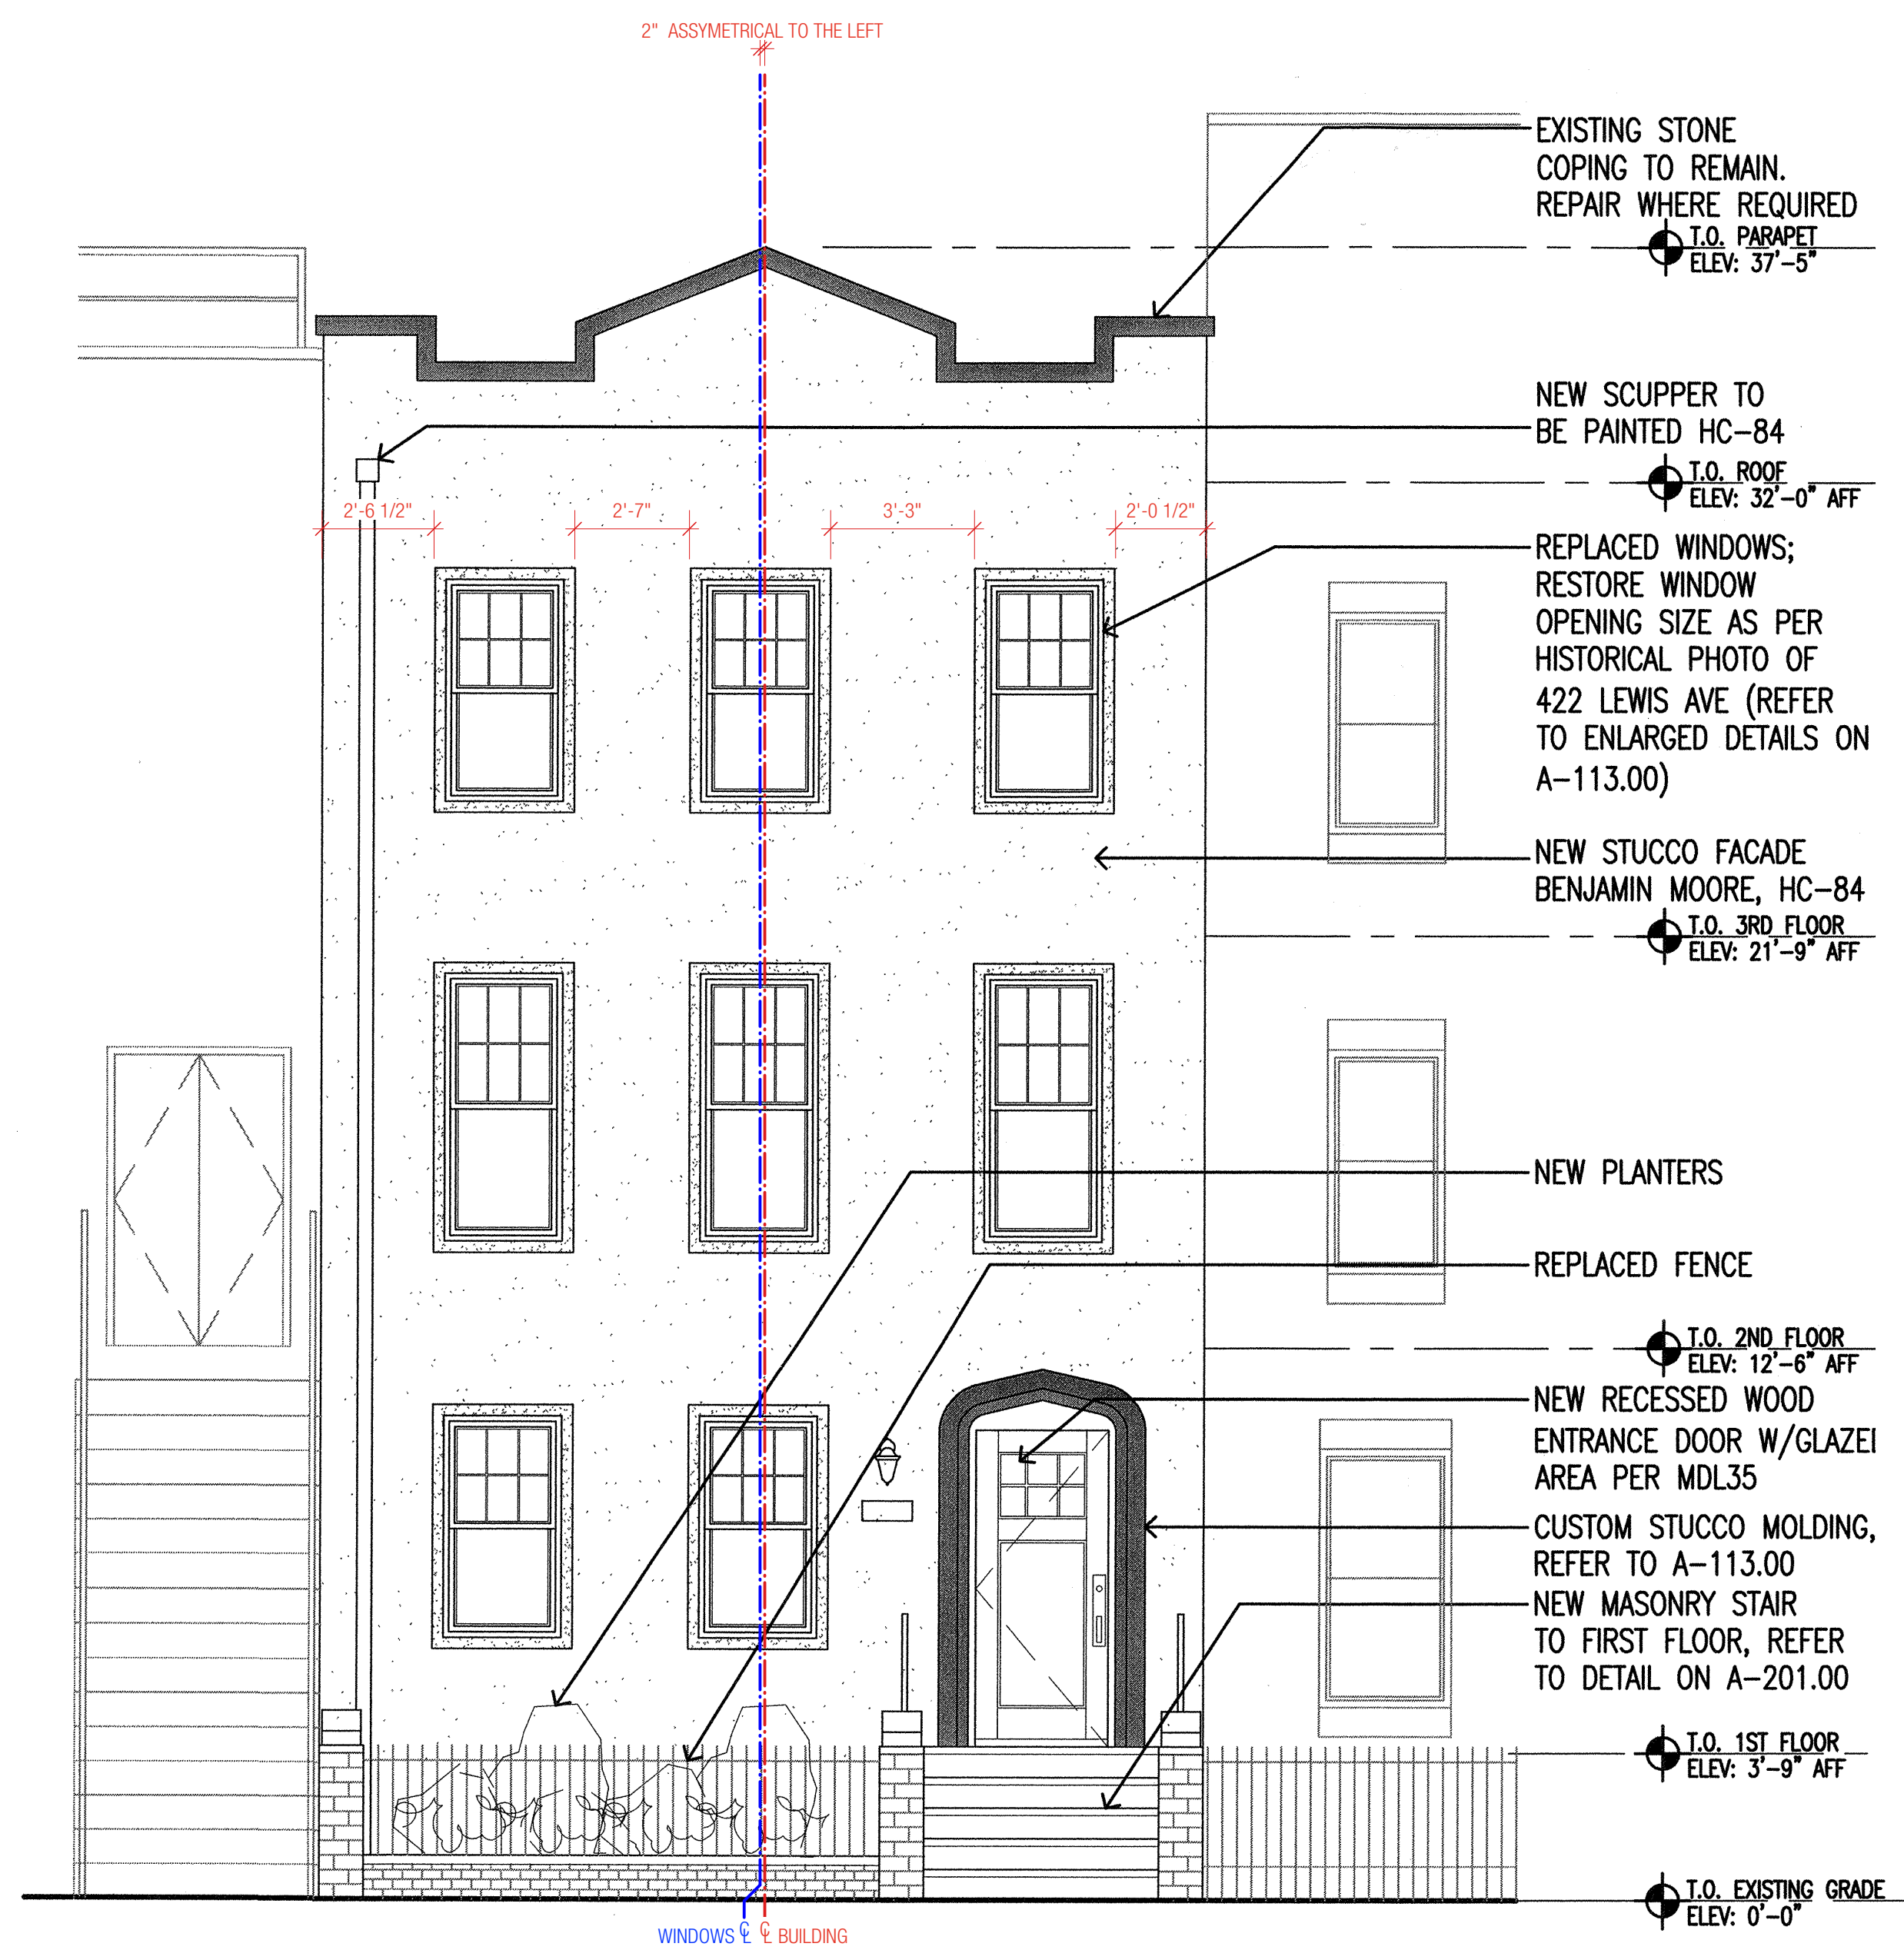 2" ASSYMETRICAL TO THE LEFT
EXISTING STONE
COPING TO REMAIN.
REPAIR WHERE REQUIRED
T.O. PARAPET
ELEV: 37'-5"
NEW SCUPPER TO
BE PAINTED HC-84
T.O. ROOF
ELEV: 32'-0" AFF
2'-6 1/2"
2'-7"
3'-3"
2'-0 1/2"
REPLACED WINDOWS;
RESTORE WINDOW
OPENING SIZE AS PER
HISTORICAL PHOTO OF
422 LEWIS AVE (REFER
TO ENLARGED DETAILS ON
A-113.00)
NEW STUCCO FACADE
BENJAMIN MOORE, HC-84
T.O. 3RD FLOOR
ELEV: 21'-9" AFF
NEW PLANTERS
REPLACED FENCE
T.O. 2ND FLOOR
ELEV: 12'-6" AFF
NEW RECESSED WOOD
ENTRANCE DOOR W/GLAZEI
AREA PER MDL35
CUSTOM STUCCO MOLDING,
REFER TO A-113.00
NEW MASONRY STAIR
TO FIRST FLOOR, REFER
TO DETAIL ON A-201.00
T.O. 1ST FLOOR
ELEV: 3'-9" AFF
T.O. EXISTING GRADE
ELEV: 0'-0"
WINDOWS ℄ ℄ BUILDING